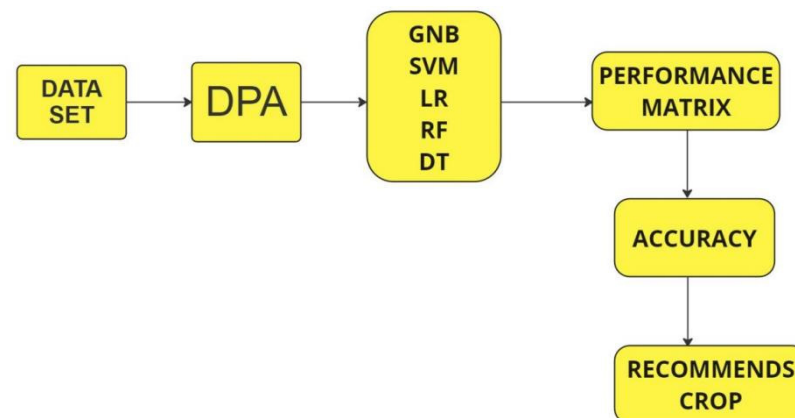 DATA
SET
DPA
GNB
SVM
LR
RF
DT
PERFORMANCE
MATRIX
ACCURACY
RECOMMENDS
CROP